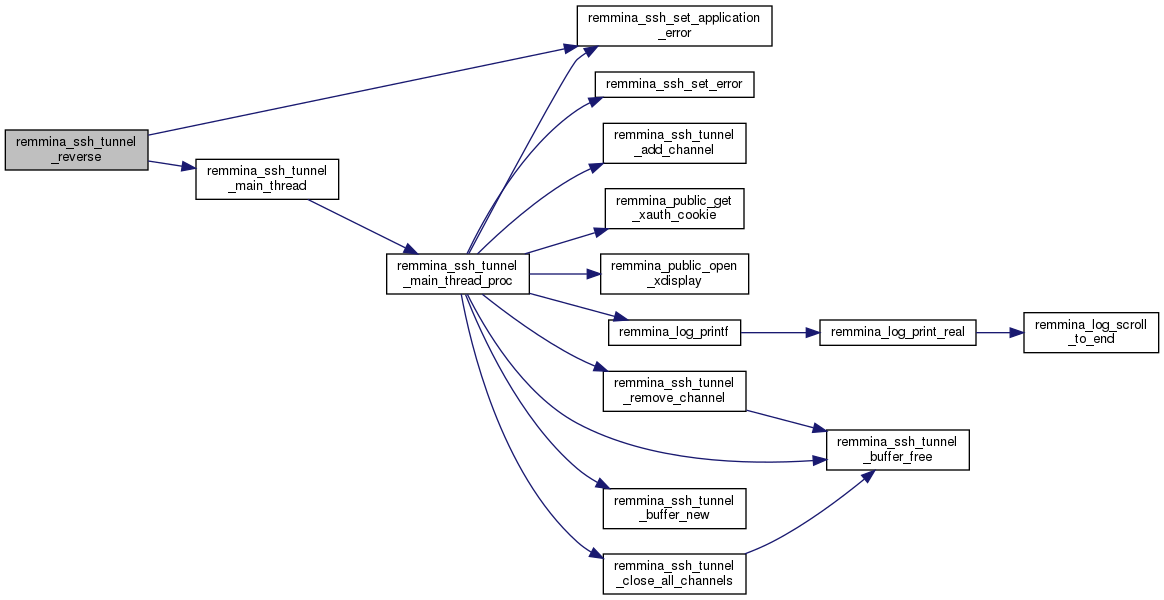 remmina_ssh_tunnel
_reverse
remmina_ssh_tunnel
_main_thread
remmina_ssh_tunnel
_main_thread_proc
remmina_ssh_set_application
_error
remmina_ssh_set_error
remmina_ssh_tunnel
_add_channel
remmina_public_get
_xauth_cookie
remmina_public_open
_xdisplay
remmina_log_printf
remmina_log_print_real
remmina_log_scroll
_to_end
remmina_ssh_tunnel
_remove_channel
remmina_ssh_tunnel
_buffer_free
remmina_ssh_tunnel
_buffer_new
remmina_ssh_tunnel
_close_all_channels